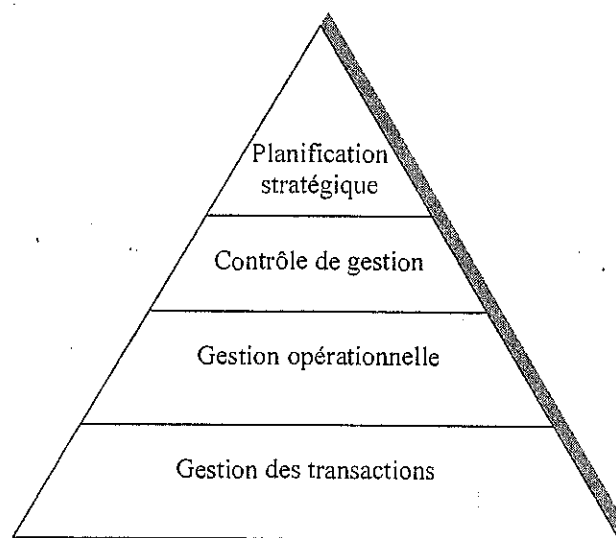 Planification
stratégique
Contrôle de gestion
Gestion opérationnelle
Gestion des transactions